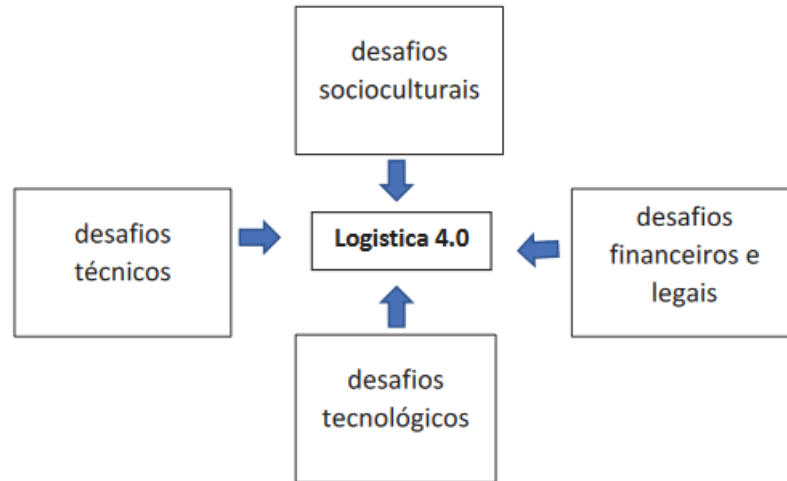 desafios
socioculturais
desafios
técnicos
Logistica 4.0
desafios
financeiros e
legais
desafios
tecnológicos